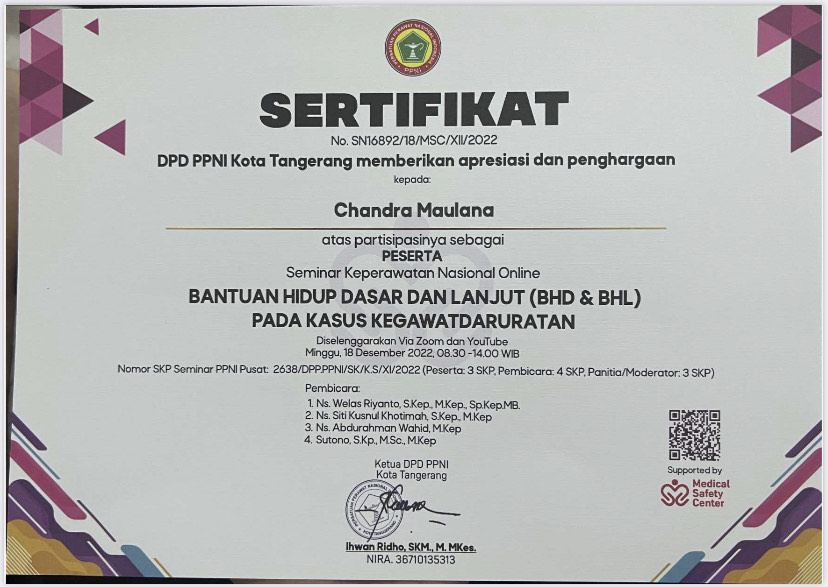 PERSATUAN PERAWAT NASIONAL INDONESIA
PPNI
SERTIFIKAT
No. SN16892/18/MSC/XII/2022
DPD PPNI Kota Tangerang memberikan apresiasi dan penghargaan
kepada:
Chandra Maulana
atas partisipasinya sebagai
PESERTA
Seminar Keperawatan Nasional Online
BANTUAN HIDUP DASAR DAN LANJUT (BHD & BHL)
PADA KASUS KEGAWATDARURATAN
Diselenggarakan Via Zoom dan YouTube
Minggu, 18 Desember 2022, 08.30 -14.00 WIB
Nomor SKP Seminar PPNI Pusat: 2638/DPP.PPNI/SK/K.S/XI/2022 (Peserta: 3 SKP, Pembicara: 4 SKP, Panitia/Moderator: 3 SKP)
Pembicara:
1. Ns. Welas Riyanto, S.Kep., M.Kep., Sp.Kep.MB.
2. Ns. Siti Kusnul Khotimah, S.Kep., M.Kep
3. Ns. Abdurahman Wahid, M.Kep
4. Sutono, S.Kp., M.Sc., M.Kep
Ketua DPD PPNI
Kota Tangerang
Ihwan Ridho, SKM., M. MKes.
NIRA. 36710135313
Supported by
Medical
Safety
Center